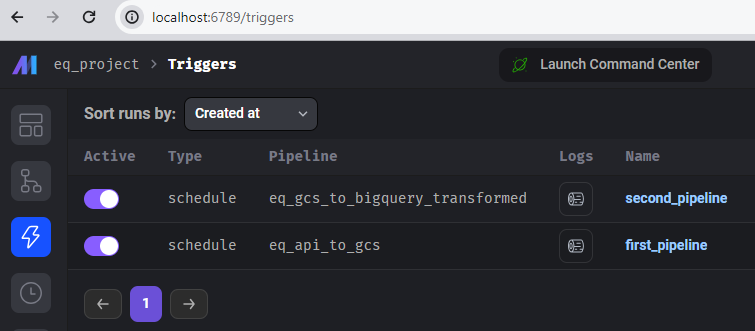 localhost:6789/triggers
eq_project > Triggers
Launch Command Center
Sort runs by: Created at
Active Type Pipeline Logs Name
schedule eq_gcs_to_bigquery_transformed second_pipeline
schedule eq_api_to_gcs first_pipeline
1